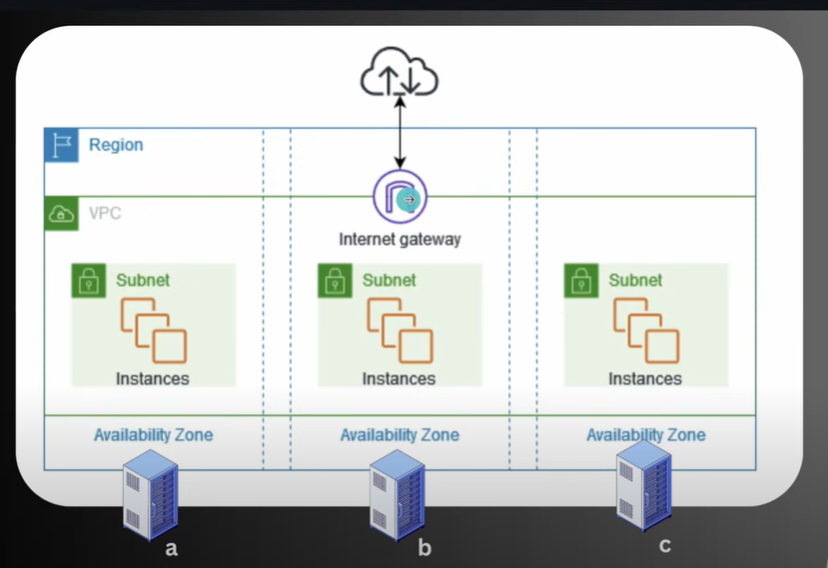 Region
VPC
Internet gateway
Subnet
Subnet
Subnet
Instances
Instances
Instances
Availability Zone
Availability Zone
Availability Zone
a
b
c